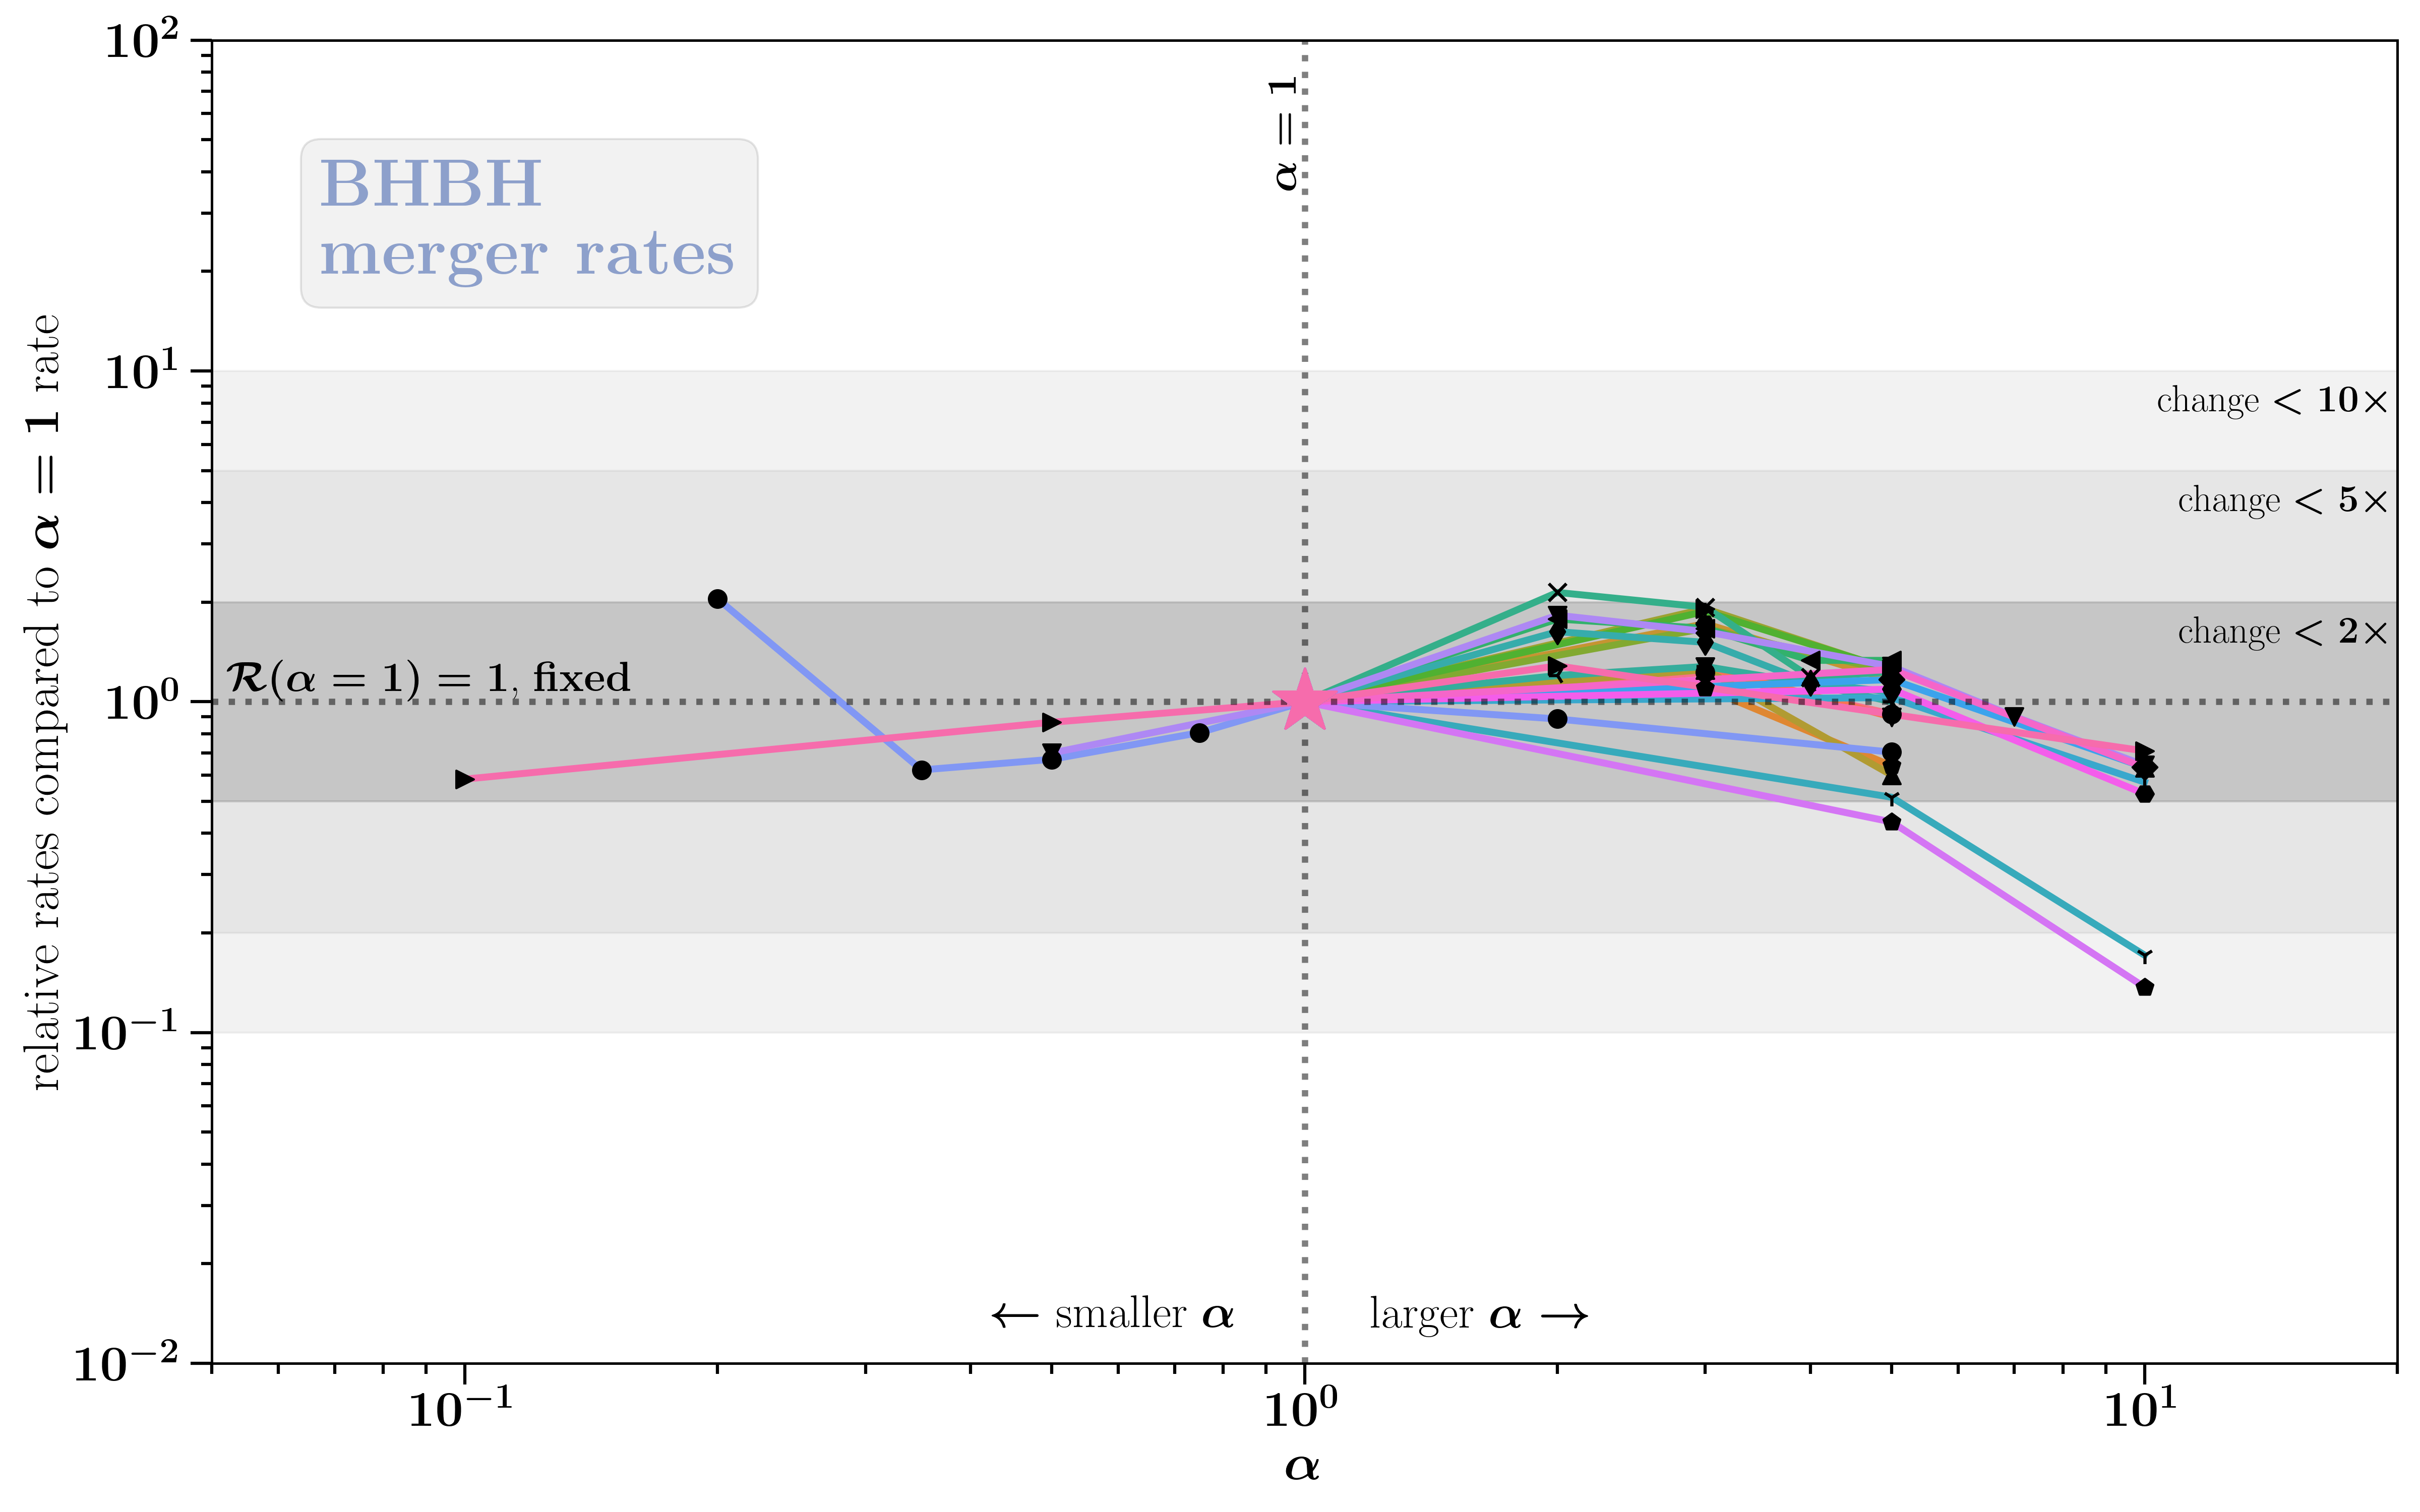 10²
α = 1
BHBH
merger rates
10¹
change < 10×
change < 5×
change < 2×
ℛ(α = 1) = 1, fixed
10⁰
relative rates compared to α = 1 rate
10⁻¹
← smaller α
larger α →
10⁻²
10⁻¹
10⁰
10¹
α